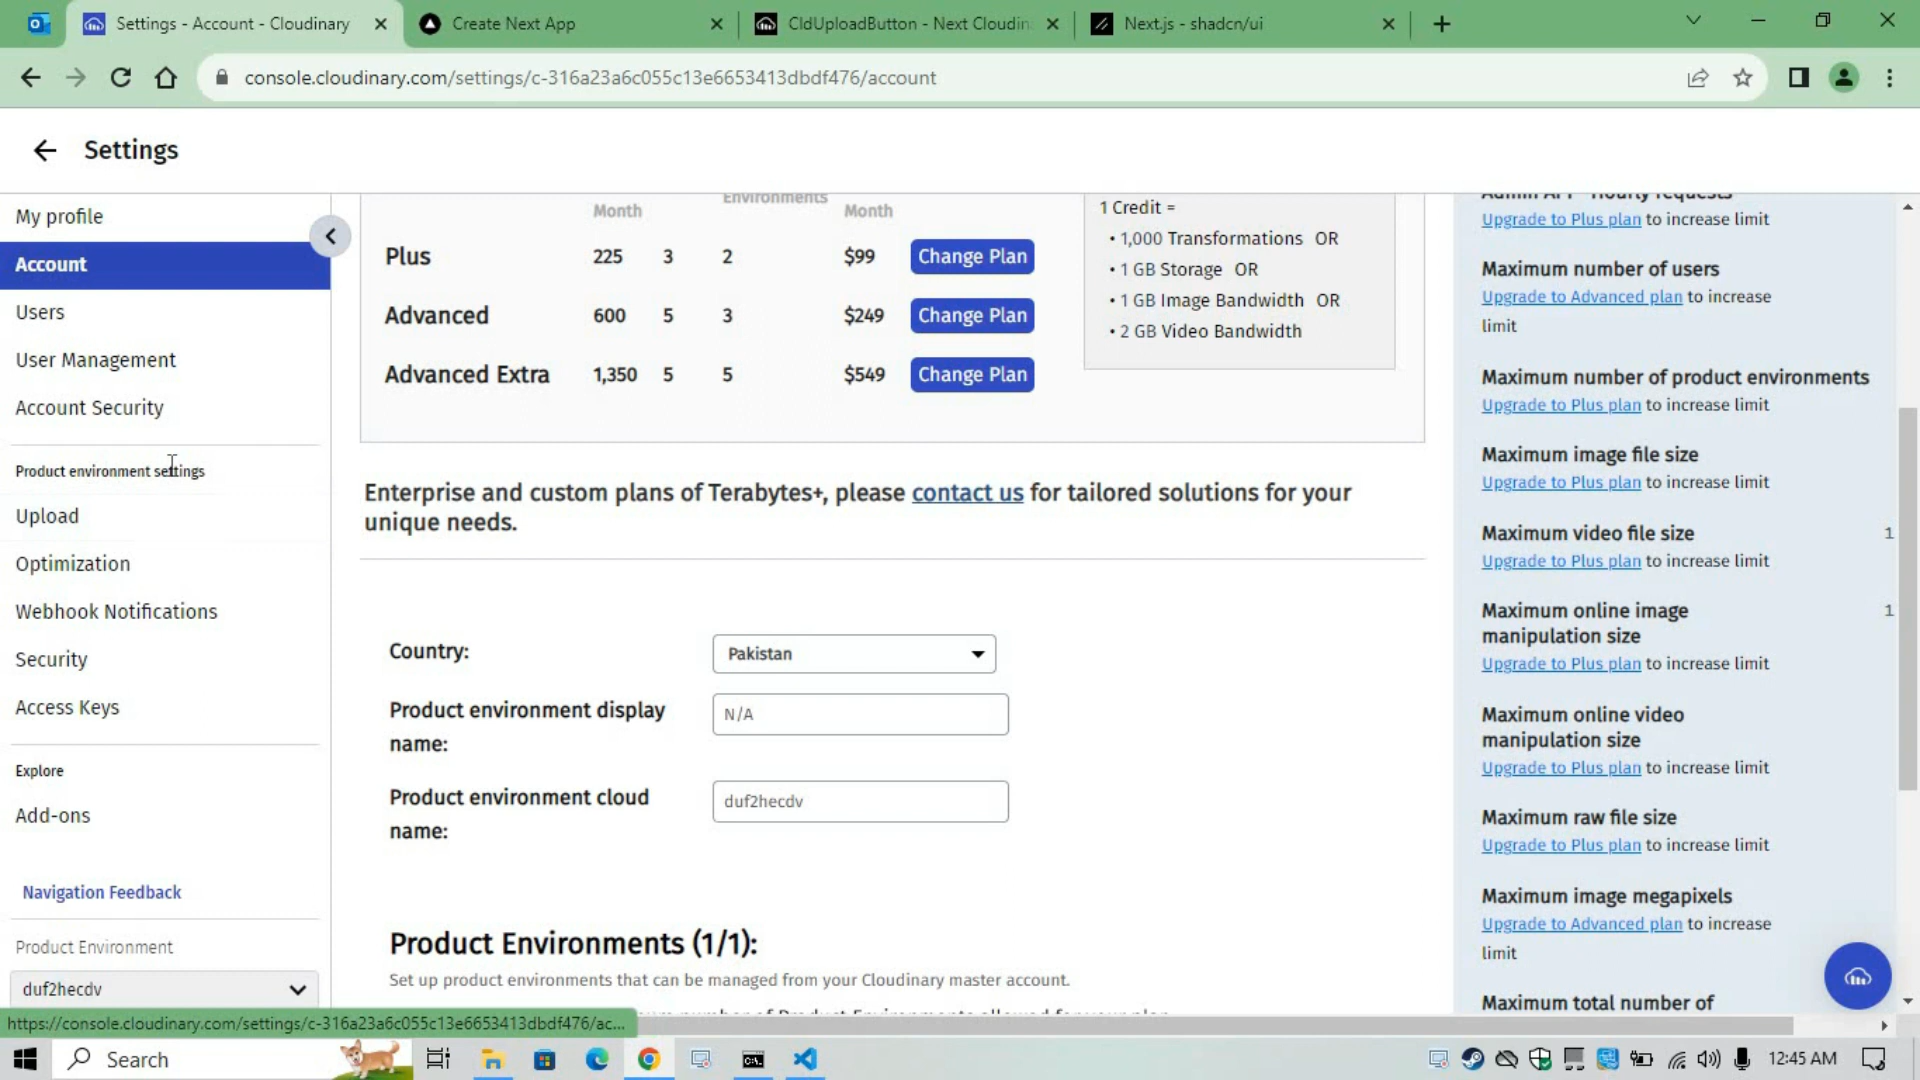 Settings - Account - Cloudinary
Create Next App
CldUploadButton - Next Cloudin
Next.js - shadcn/ui
console.cloudinary.com/settings/c-316a23a6c055c13e6653413dbdf476/account
Settings
My profile
Account
Users
User Management
Account Security
Product environment settings
Upload
Optimization
Webhook Notifications
Security
Access Keys
Explore
Add-ons
Navigation Feedback
Product Environment
duf2hecdv
https://console.cloudinary.com/settings/c-316a23a6c055c13e6653413dbdf476/ac...
Month Environments Month
Plus 225 3 2 $99 Change Plan
Advanced 600 5 3 $249 Change Plan
Advanced Extra 1,350 5 5 $549 Change Plan
1 Credit =
• 1,000 Transformations OR
• 1 GB Storage OR
• 1 GB Image Bandwidth OR
• 2 GB Video Bandwidth
Enterprise and custom plans of Terabytes+, please contact us for tailored solutions for your
unique needs.
Country: Pakistan
Product environment display
name:
N/A
Product environment cloud
name:
duf2hecdv
Product Environments (1/1):
Set up product environments that can be managed from your Cloudinary master account.
Admin API - hourly requests
Upgrade to Plus plan to increase limit
Maximum number of users
Upgrade to Advanced plan to increase
limit
Maximum number of product environments
Upgrade to Plus plan to increase limit
Maximum image file size
Upgrade to Plus plan to increase limit
Maximum video file size 1
Upgrade to Plus plan to increase limit
Maximum online image 1
manipulation size
Upgrade to Plus plan to increase limit
Maximum online video
manipulation size
Upgrade to Plus plan to increase limit
Maximum raw file size
Upgrade to Plus plan to increase limit
Maximum image megapixels
Upgrade to Advanced plan to increase
limit
Maximum total number of
Search
12:45 AM